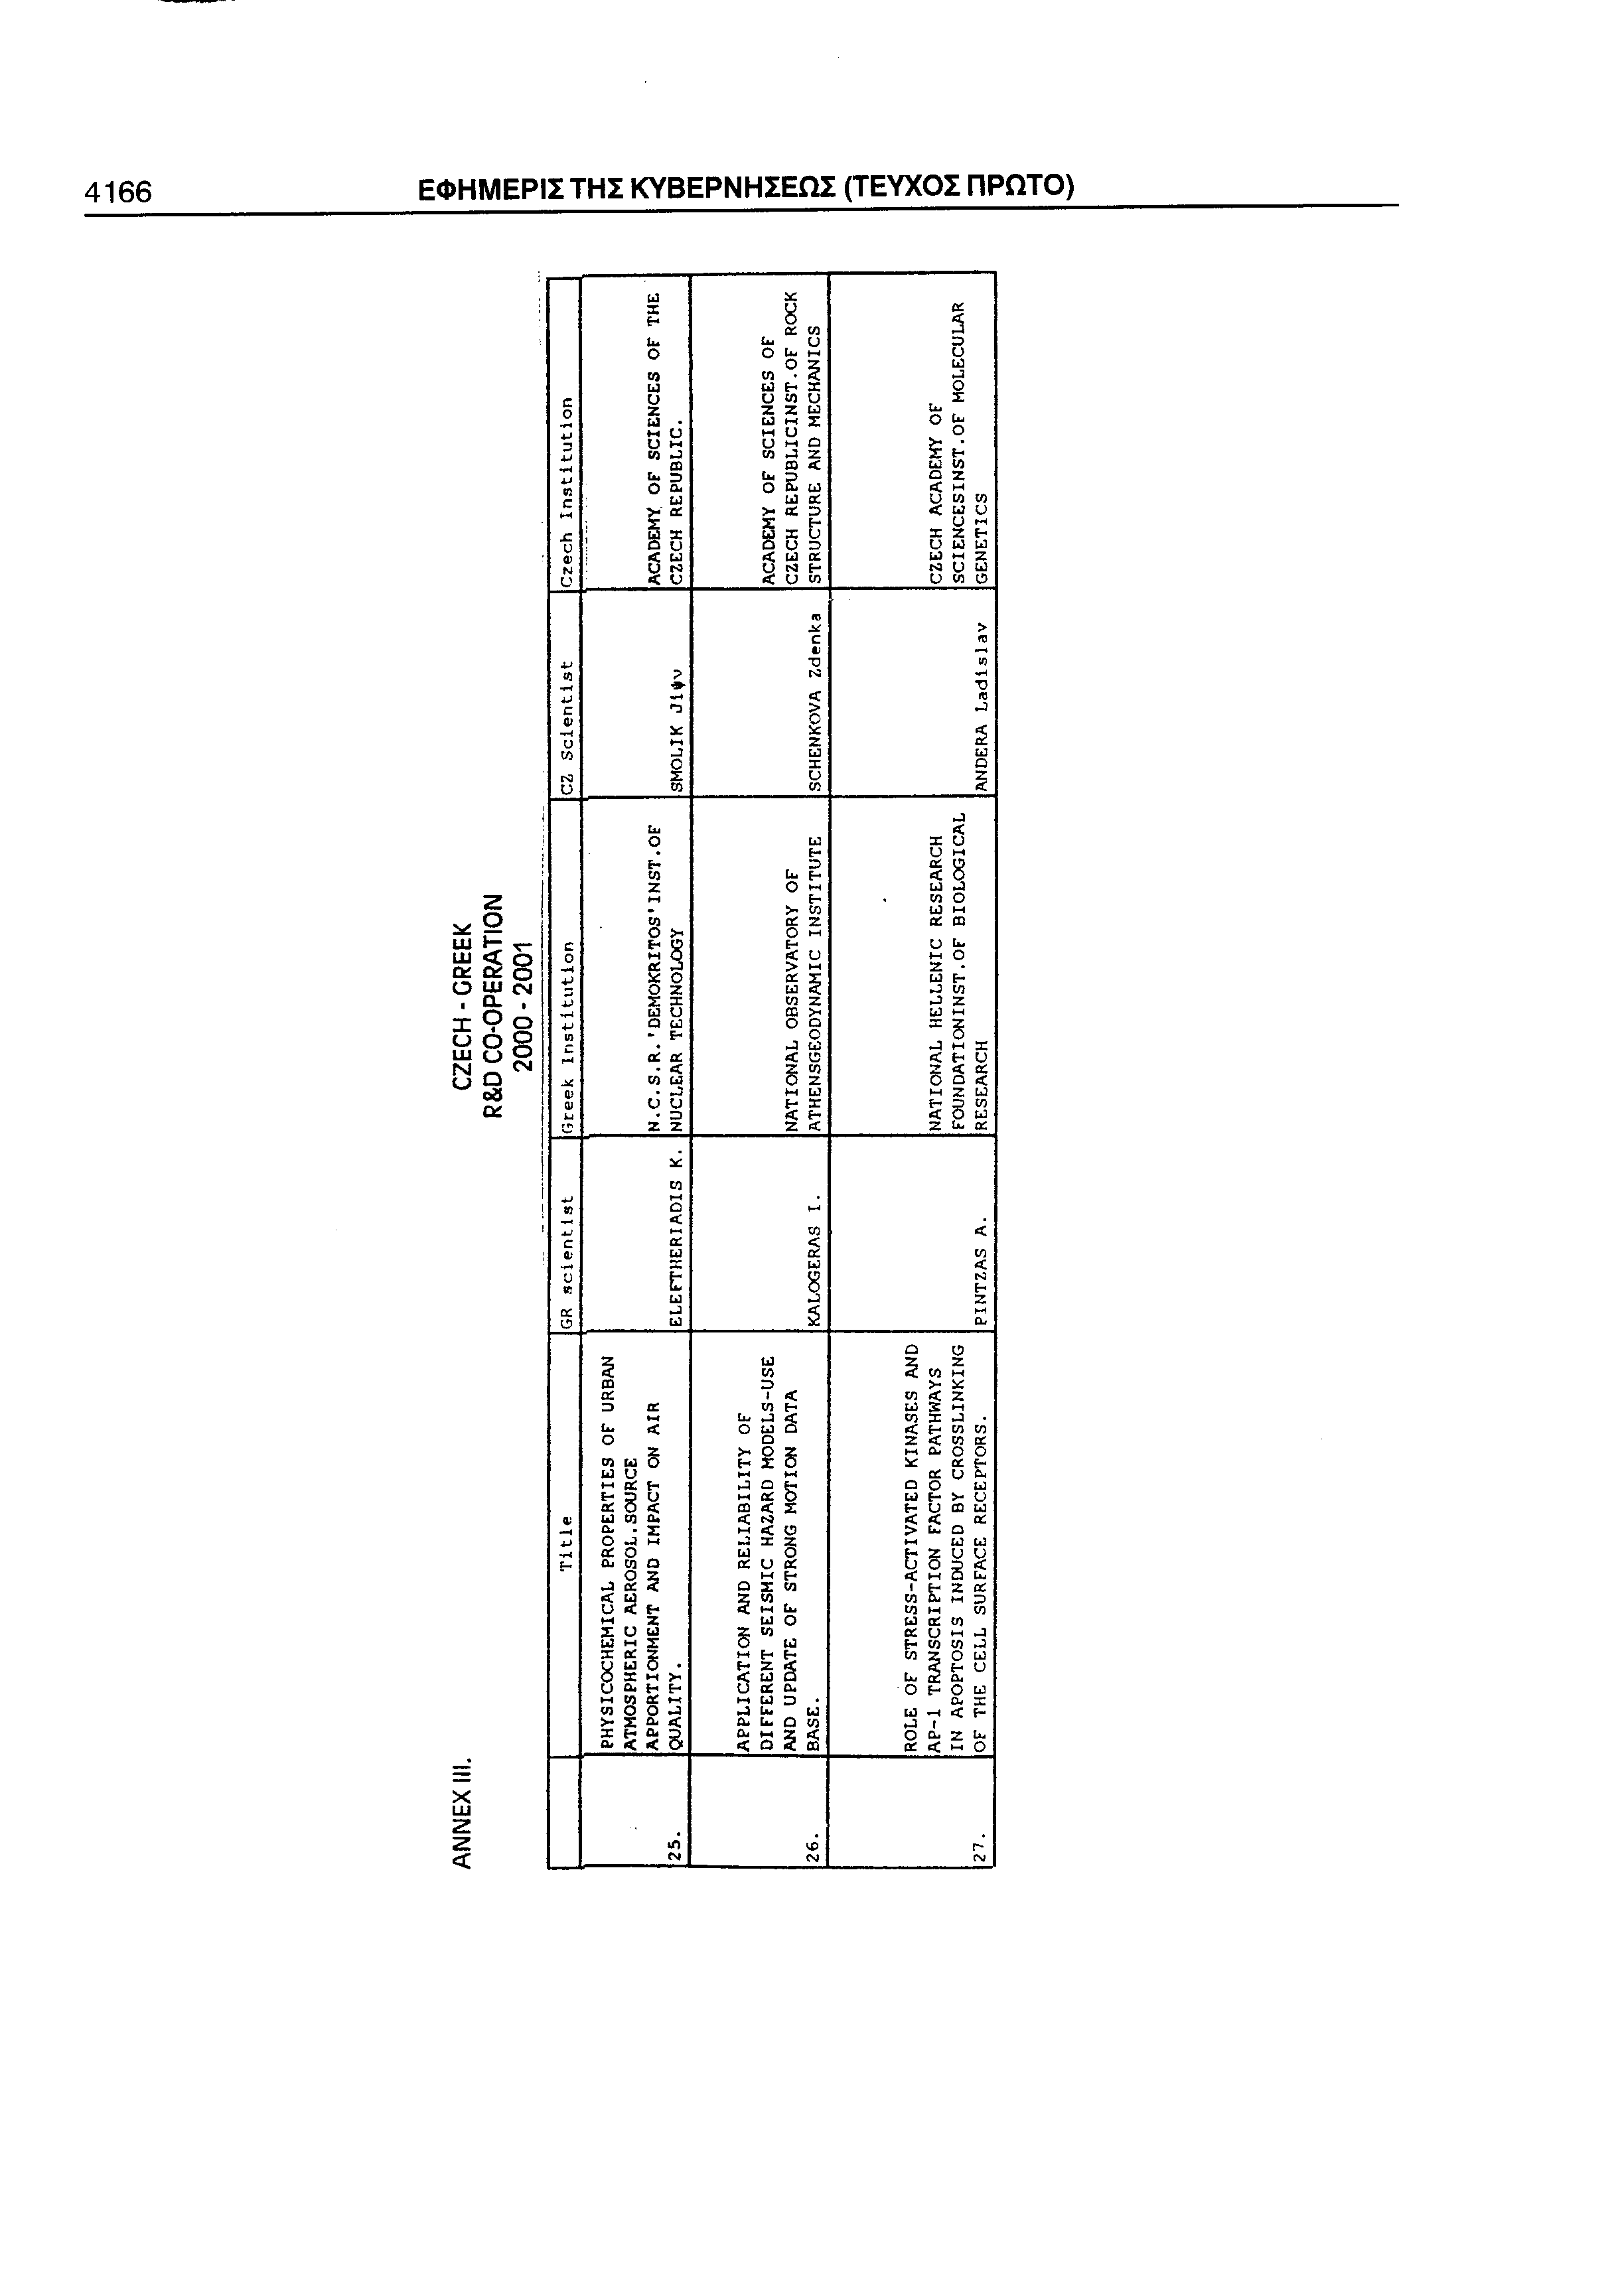 4166
ΕΦΗΜΕΡΙΣ ΤΗΣ ΚΥΒΕΡΝΗΣΕΩΣ (ΤΕΥΧΟΣ ΠΡΩΤΟ)
ANNEX III.
CZECH - GREEK
R&D CO-OPERATION
2000 - 2001
Title
GR scientist
Greek Institution
CZ Scientist
Czech Institution
25.
PHYSICOCHEMICAL PROPERTIES OF URBAN
ATMOSPHERIC AEROSOL.SOURCE
APPORTIONMENT AND IMPACT ON AIR
QUALITY.
ELEFTHERIADIS K.
N.C.S.R.'DEMOKRITOS'INST.OF
NUCLEAR TECHNOLOGY
SMOLIK Jiψν
ACADEMY OF SCIENCES OF THE
CZECH REPUBLIC.
26.
APPLICATION AND RELIABILITY OF
DIFFERENT SEISMIC HAZARD MODELS-USE
AND UPDATE OF STRONG MOTION DATA
BASE.
KALOGERAS I.
NATIONAL OBSERVATORY OF
ATHENSGEODYNAMIC INSTITUTE
SCHENKOVA Zdenka
ACADEMY OF SCIENCES OF
CZECH REPUBLICINST.OF ROCK
STRUCTURE AND MECHANICS
27.
ROLE OF STRESS-ACTIVATED KINASES AND
AP-1 TRANSCRIPTION FACTOR PATHWAYS
IN APOPTOSIS INDUCED BY CROSSLINKING
OF THE CELL SURFACE RECEPTORS.
PINTZAS A.
NATIONAL HELLENIC RESEARCH
FOUNDATIONINST.OF BIOLOGICAL
RESEARCH
ANDERA Ladislav
CZECH ACADEMY OF
SCIENCESINST.OF MOLECULAR
GENETICS